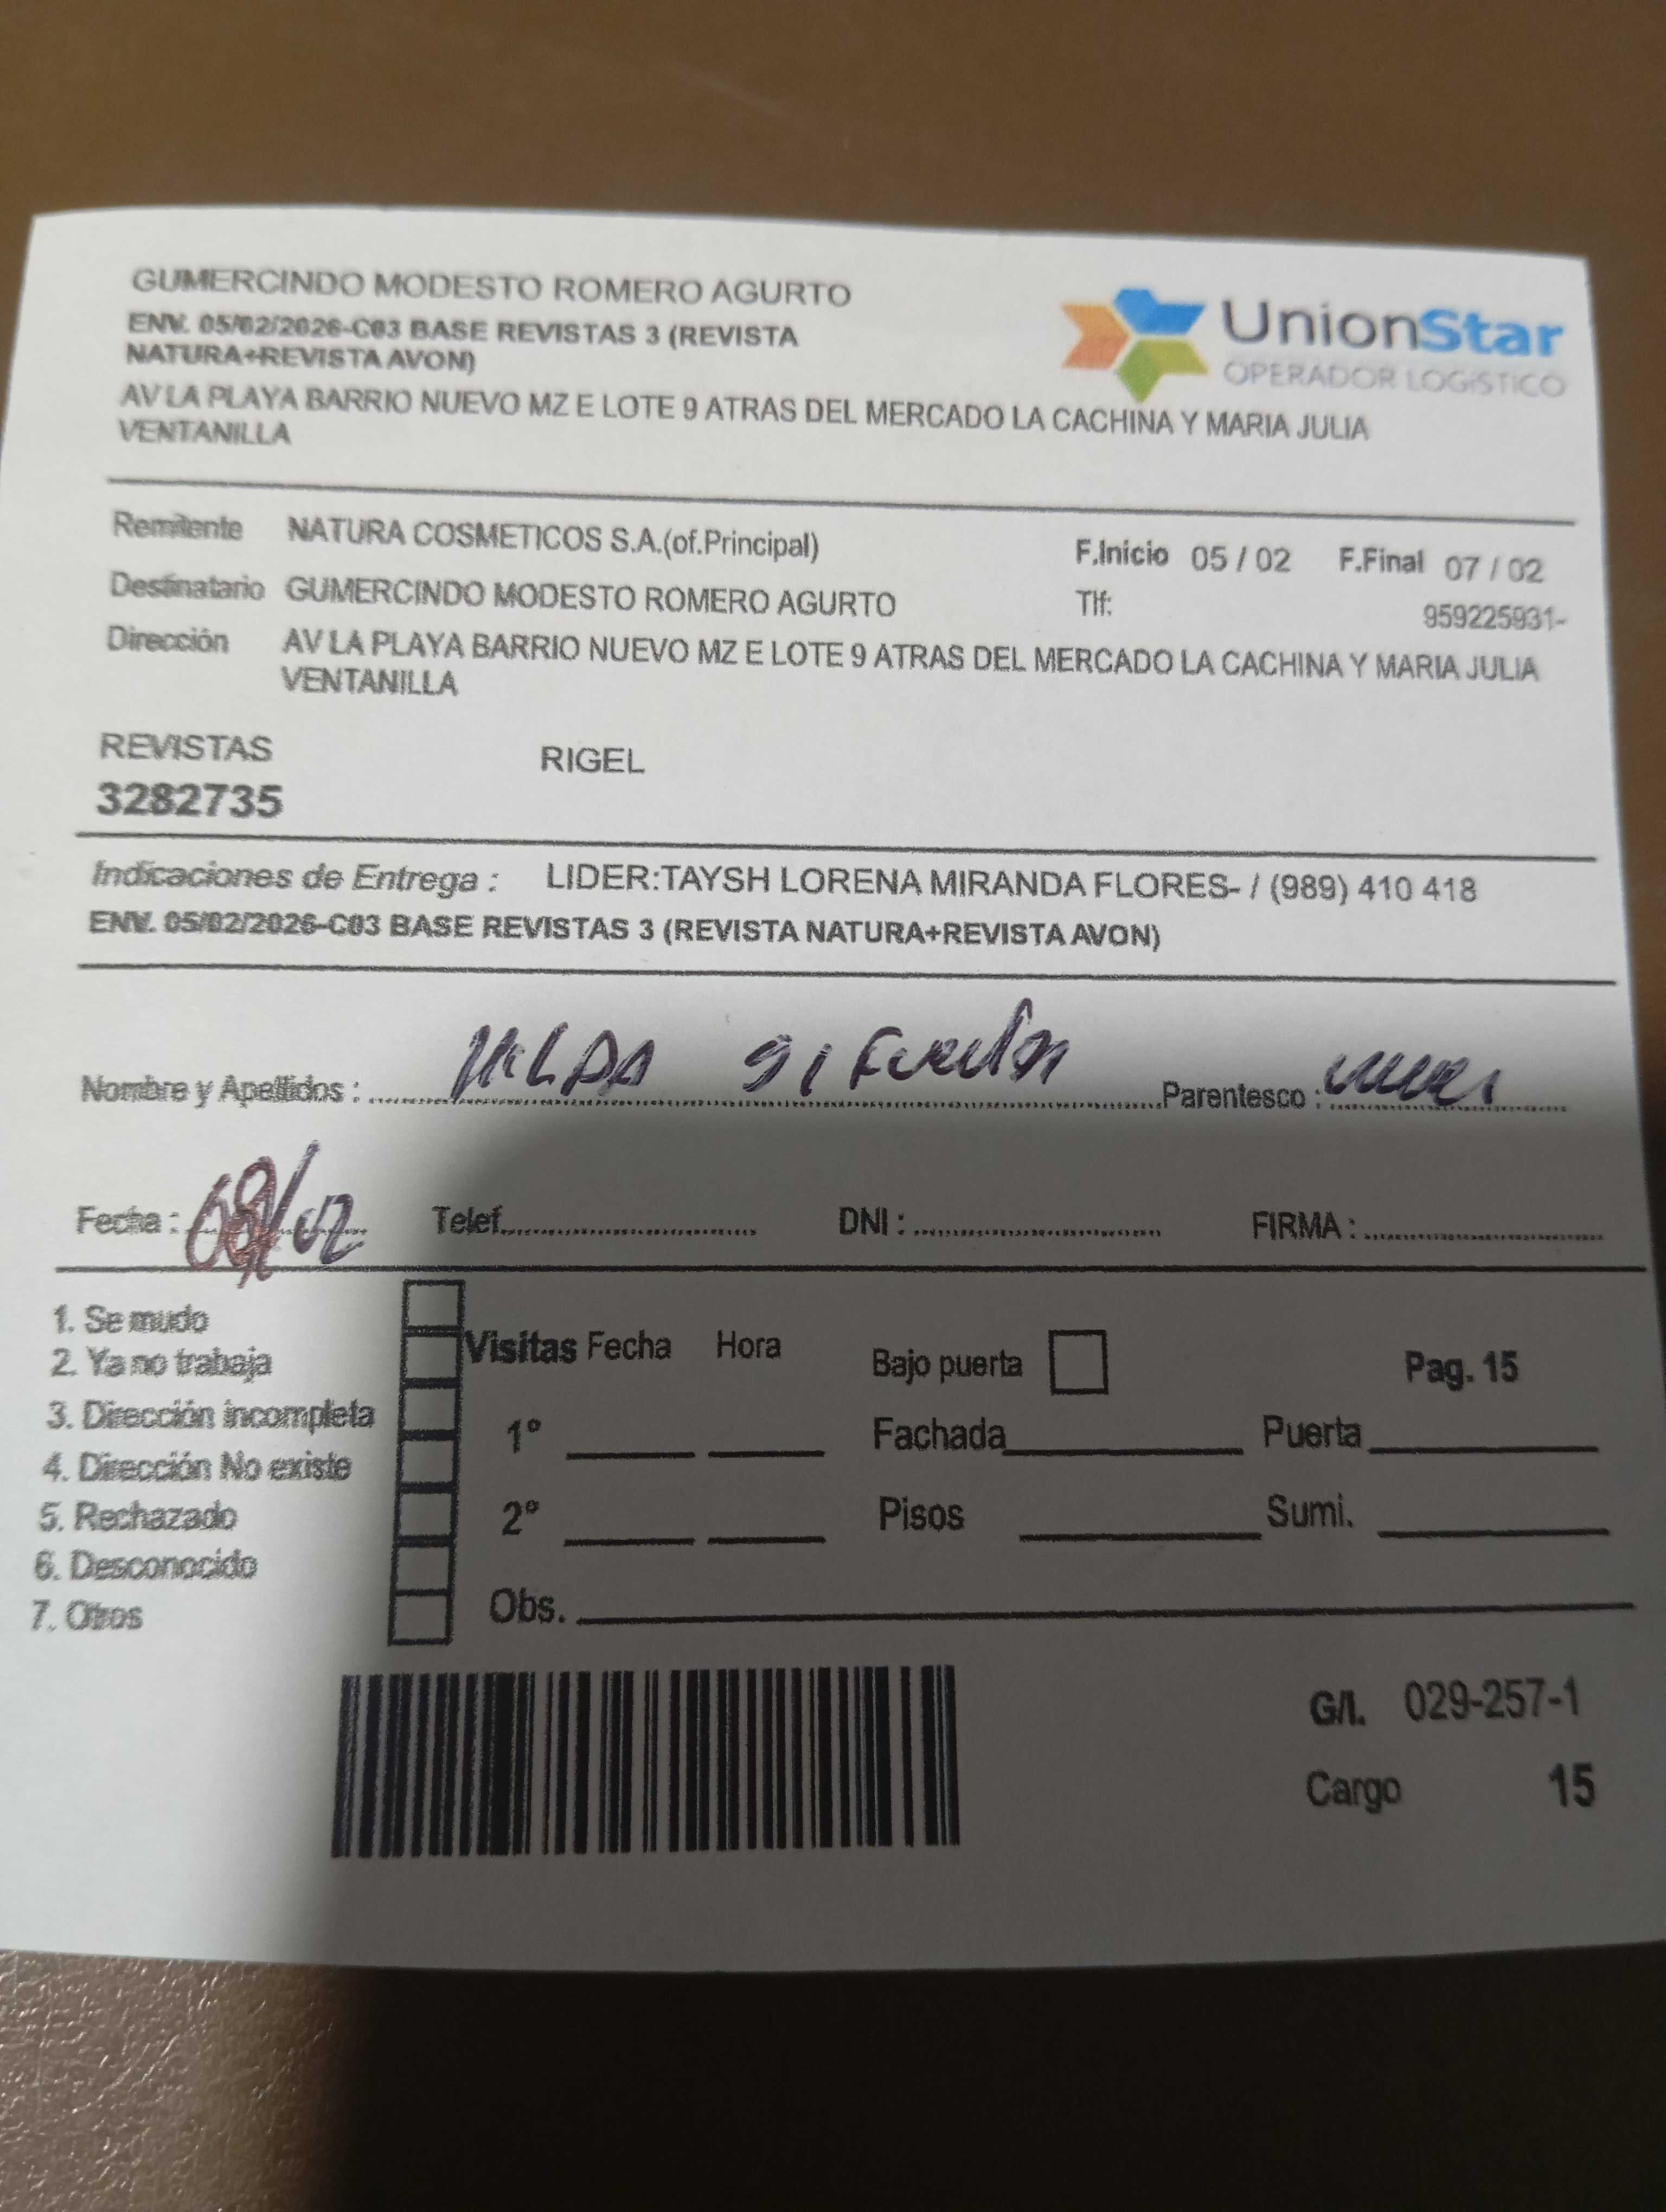 GUMERCINDO MODESTO ROMERO AGURTO
ENV. 05/02/2026-C03 BASE REVISTAS 3 (REVISTA
NATURA+REVISTA AVON)
UnionStar
OPERADOR LOGíSTICO
AV LA PLAYA BARRIO NUEVO MZ E LOTE 9 ATRAS DEL MERCADO LA CACHINA Y MARIA JULIA
VENTANILLA
Remitente NATURA COSMETICOS S.A.(of.Principal) F.Inicio 05 / 02 F.Final 07 / 02
Destinatario GUMERCINDO MODESTO ROMERO AGURTO Tlf: 959225931-
Dirección AV LA PLAYA BARRIO NUEVO MZ E LOTE 9 ATRAS DEL MERCADO LA CACHINA Y MARIA JULIA
VENTANILLA
REVISTAS RIGEL
3282735
Indicaciones de Entrega : LIDER:TAYSH LORENA MIRANDA FLORES- / (989) 410 418
ENV. 05/02/2026-C03 BASE REVISTAS 3 (REVISTA NATURA+REVISTA AVON)
Nombre y Apellidos : HILDA Parentesco :
Fecha : 08/02 Telef. DNI : FIRMA :
1. Se mudo
2. Ya no trabaja
3. Dirección incompleta
4. Dirección No existe
5. Rechazado
6. Desconocido
7. Otros
Visitas Fecha Hora
1°
2°
Obs.
Bajo puerta Pag. 15
Fachada Puerta
Pisos Sumi.
G/I. 029-257-1
Cargo 15